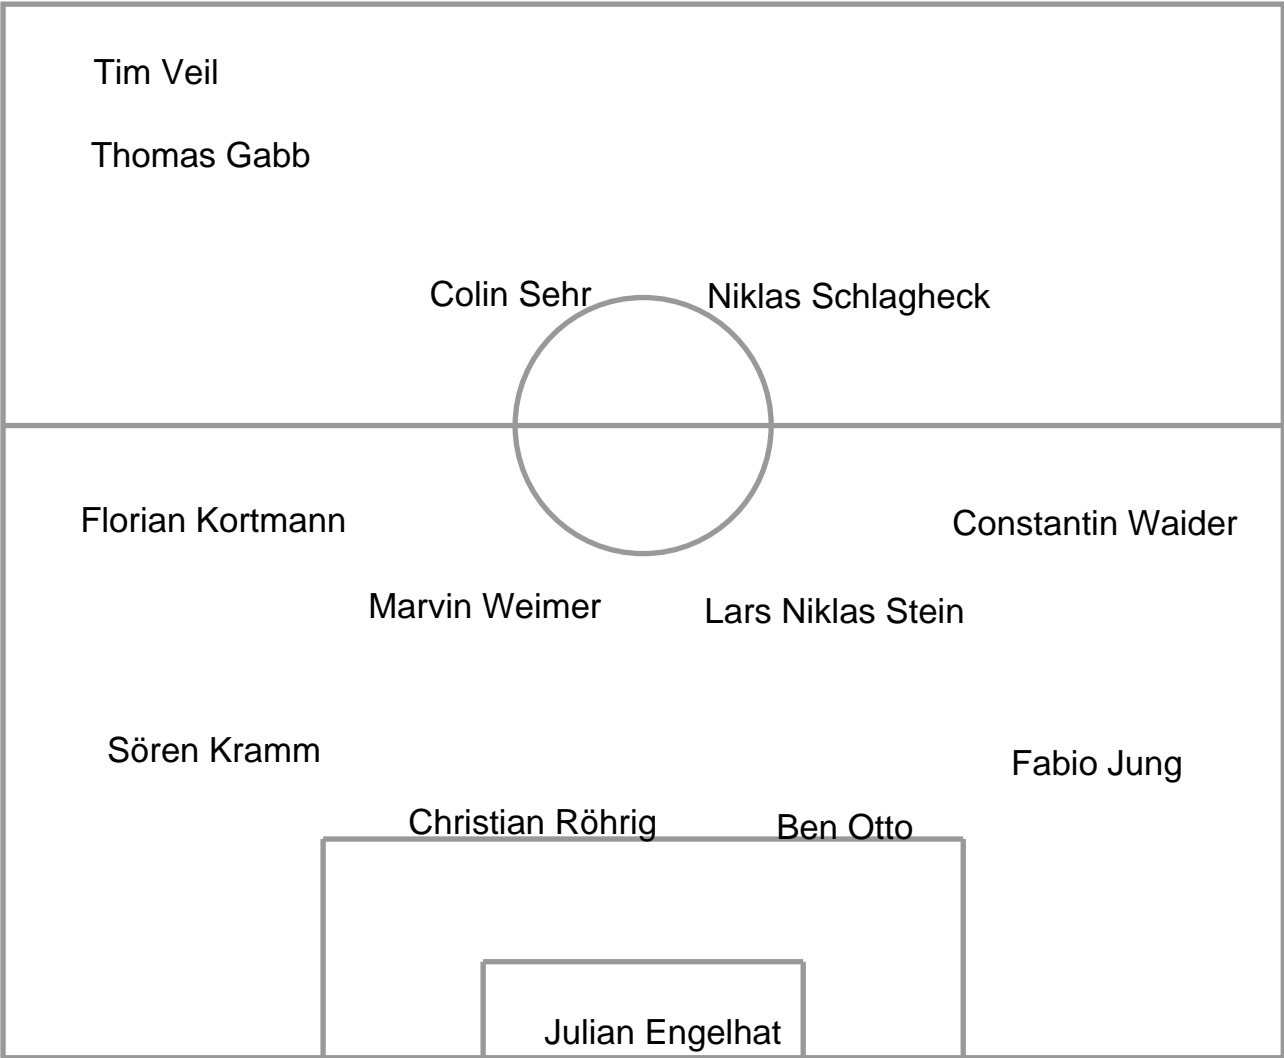 Tim Veil
Thomas Gabb
Colin Sehr
Niklas Schlagheck
Florian Kortmann
Constantin Waider
Marvin Weimer
Lars Niklas Stein
Sören Kramm
Fabio Jung
Christian Röhrig
Ben Otto
Julian Engelhat